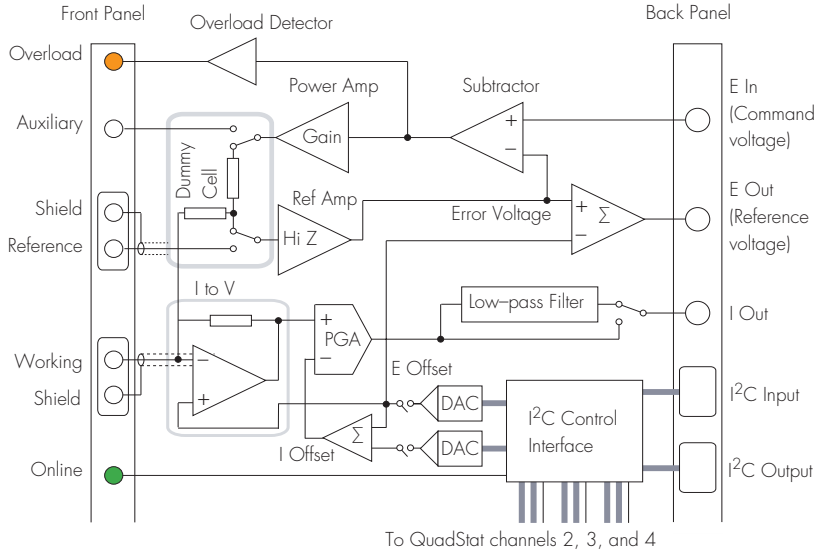 Front Panel
Overload Detector
Back Panel
Overload
Power Amp
Subtractor
E In
(Command
voltage)
Auxiliary
Gain
+
−
Dummy
Cell
Ref Amp
Shield
Reference
Hi Z
Error Voltage
+
−
Σ
E Out
(Reference
voltage)
I to V
Low–pass Filter
I Out
+
−
PGA
Working
Shield
−
+
E Offset
DAC
I²C Control
Interface
I²C Input
I Offset
Σ
DAC
Online
I²C Output
To QuadStat channels 2, 3, and 4